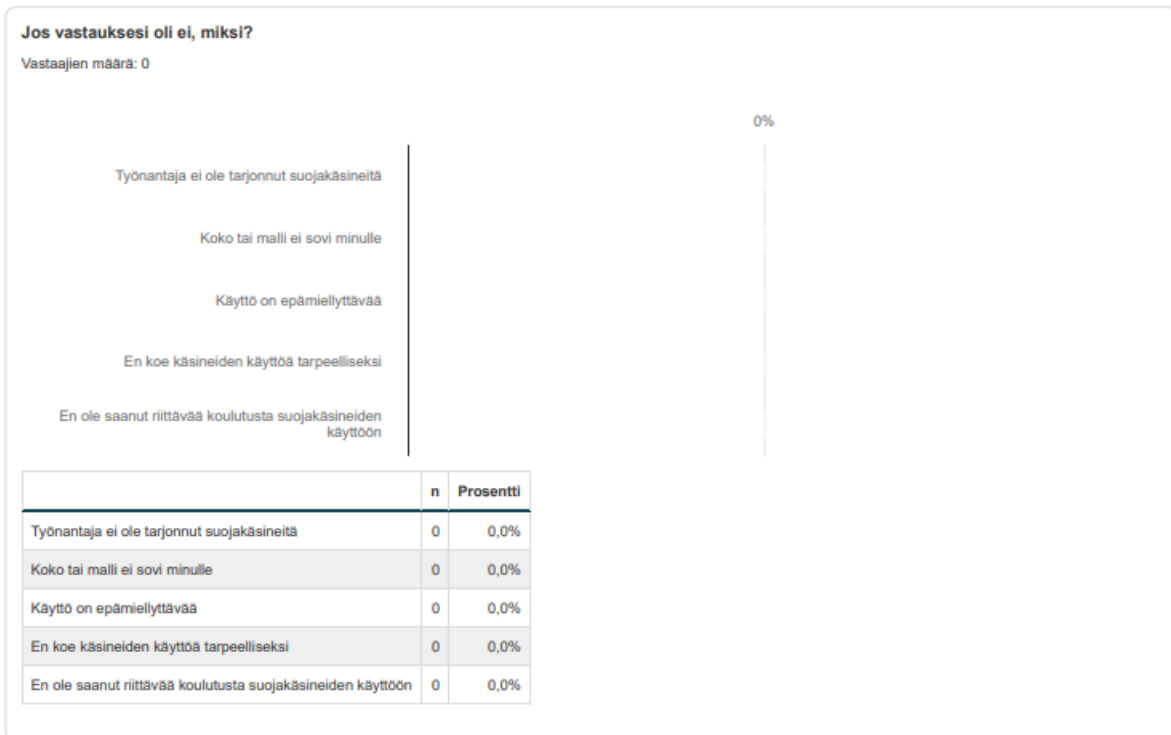 Jos vastauksesi oli ei, miksi?
Vastaajien määrä: 0
0%
Työnantaja ei ole tarjonnut suojakäsineitä
Koko tai malli ei sovi minulle
Käyttö on epämiellyttävää
En koe käsineiden käyttöä tarpeelliseksi
En ole saanut riittävää koulutusta suojakäsineiden
käyttöön
n Prosentti
Työnantaja ei ole tarjonnut suojakäsineitä 0 0,0%
Koko tai malli ei sovi minulle 0 0,0%
Käyttö on epämiellyttävää 0 0,0%
En koe käsineiden käyttöä tarpeelliseksi 0 0,0%
En ole saanut riittävää koulutusta suojakäsineiden käyttöön 0 0,0%